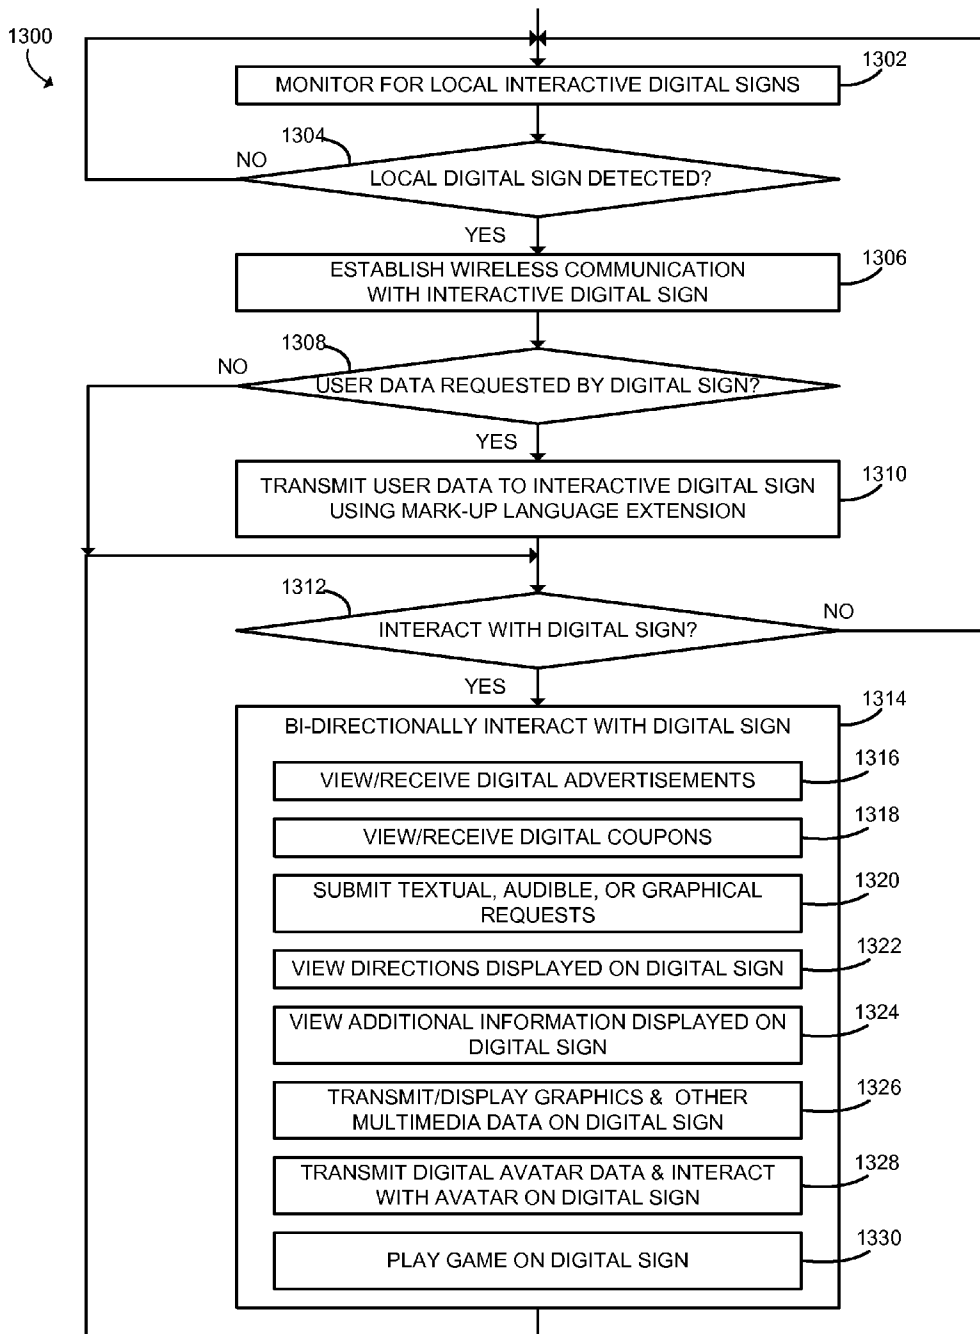 1300
1302
MONITOR FOR LOCAL INTERACTIVE DIGITAL SIGNS
1304
NO
LOCAL DIGITAL SIGN DETECTED?
YES
1306
ESTABLISH WIRELESS COMMUNICATION
WITH INTERACTIVE DIGITAL SIGN
1308
NO
USER DATA REQUESTED BY DIGITAL SIGN?
YES
1310
TRANSMIT USER DATA TO INTERACTIVE DIGITAL SIGN
USING MARK-UP LANGUAGE EXTENSION
1312
NO
INTERACT WITH DIGITAL SIGN?
YES
1314
BI-DIRECTIONALLY INTERACT WITH DIGITAL SIGN
1316
VIEW/RECEIVE DIGITAL ADVERTISEMENTS
1318
VIEW/RECEIVE DIGITAL COUPONS
1320
SUBMIT TEXTUAL, AUDIBLE, OR GRAPHICAL
REQUESTS
1322
VIEW DIRECTIONS DISPLAYED ON DIGITAL SIGN
1324
VIEW ADDITIONAL INFORMATION DISPLAYED ON
DIGITAL SIGN
1326
TRANSMIT/DISPLAY GRAPHICS & OTHER
MULTIMEDIA DATA ON DIGITAL SIGN
1328
TRANSMIT DIGITAL AVATAR DATA & INTERACT
WITH AVATAR ON DIGITAL SIGN
1330
PLAY GAME ON DIGITAL SIGN